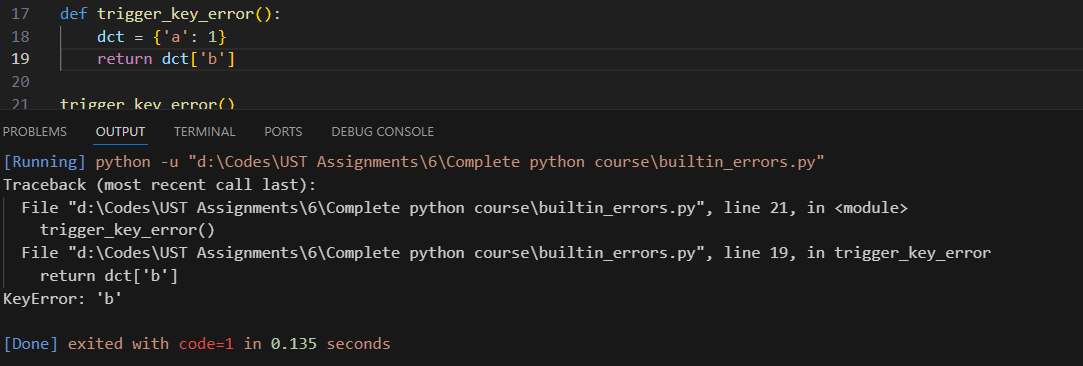 17 def trigger_key_error():
18     dct = {'a': 1}
19     return dct['b']
20
21 trigger_key_error()
PROBLEMS OUTPUT TERMINAL PORTS DEBUG CONSOLE
[Running] python -u "d:\Codes\UST Assignments\6\Complete python course\builtin_errors.py"
Traceback (most recent call last):
  File "d:\Codes\UST Assignments\6\Complete python course\builtin_errors.py", line 21, in <module>
    trigger_key_error()
  File "d:\Codes\UST Assignments\6\Complete python course\builtin_errors.py", line 19, in trigger_key_error
    return dct['b']
KeyError: 'b'
[Done] exited with code=1 in 0.135 seconds